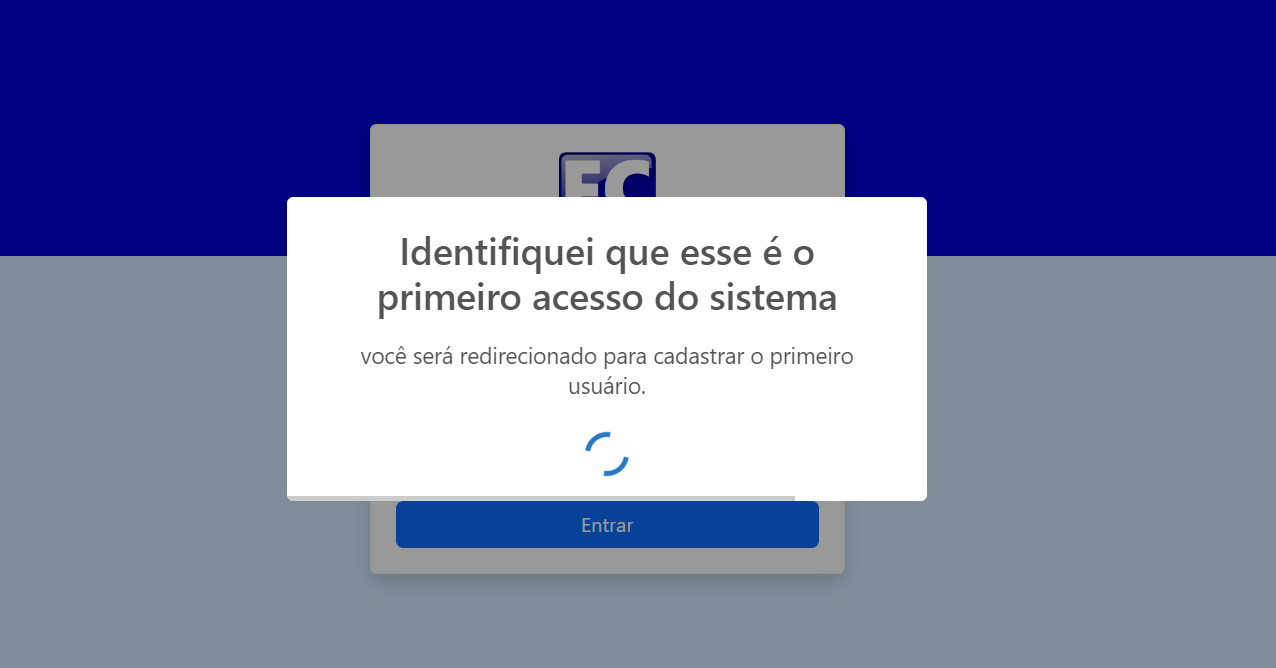 Identifiquei que esse é o
primeiro acesso do sistema
você será redirecionado para cadastrar o primeiro
usuário.
Entrar